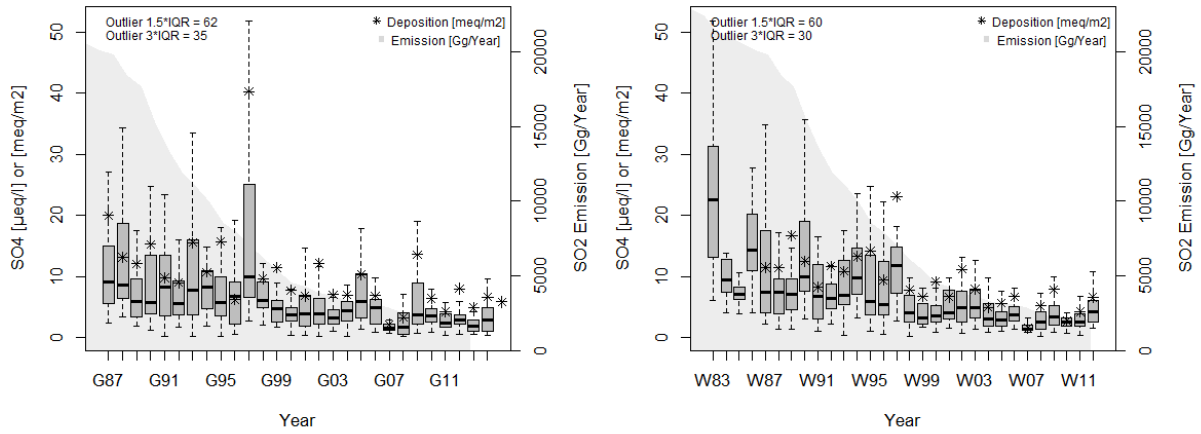 Outlier 1.5*IQR = 62
Outlier 3*IQR = 35
Deposition [meq/m2]
Emission [Gg/Year]
SO4 [µeq/l] or [meq/m2]
50
40
30
20
10
0
20000
15000
10000
5000
0
SO2 Emission [Gg/Year]
G87 G91 G95 G99 G03 G07 G11
Year
Outlier 1.5*IQR = 60
Outlier 3*IQR = 30
Deposition [meq/m2]
Emission [Gg/Year]
SO4 [µeq/l] or [meq/m2]
50
40
30
20
10
0
20000
15000
10000
5000
0
SO2 Emission [Gg/Year]
W83 W87 W91 W95 W99 W03 W07 W11
Year